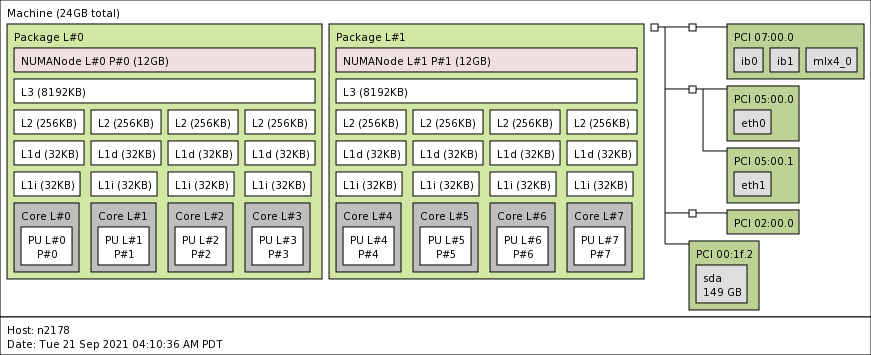 Machine (24GB total)
Package L#0
NUMANode L#0 P#0 (12GB)
L3 (8192KB)
L2 (256KB) L2 (256KB) L2 (256KB) L2 (256KB)
L1d (32KB) L1d (32KB) L1d (32KB) L1d (32KB)
L1i (32KB) L1i (32KB) L1i (32KB) L1i (32KB)
Core L#0 Core L#1 Core L#2 Core L#3
PU L#0 PU L#1 PU L#2 PU L#3
P#0 P#1 P#2 P#3
Package L#1
NUMANode L#1 P#1 (12GB)
L3 (8192KB)
L2 (256KB) L2 (256KB) L2 (256KB) L2 (256KB)
L1d (32KB) L1d (32KB) L1d (32KB) L1d (32KB)
L1i (32KB) L1i (32KB) L1i (32KB) L1i (32KB)
Core L#4 Core L#5 Core L#6 Core L#7
PU L#4 PU L#5 PU L#6 PU L#7
P#4 P#5 P#6 P#7
PCI 07:00.0
ib0 ib1 mlx4_0
PCI 05:00.0
eth0
PCI 05:00.1
eth1
PCI 02:00.0
PCI 00:1f.2
sda
149 GB
Host: n2178
Date: Tue 21 Sep 2021 04:10:36 AM PDT